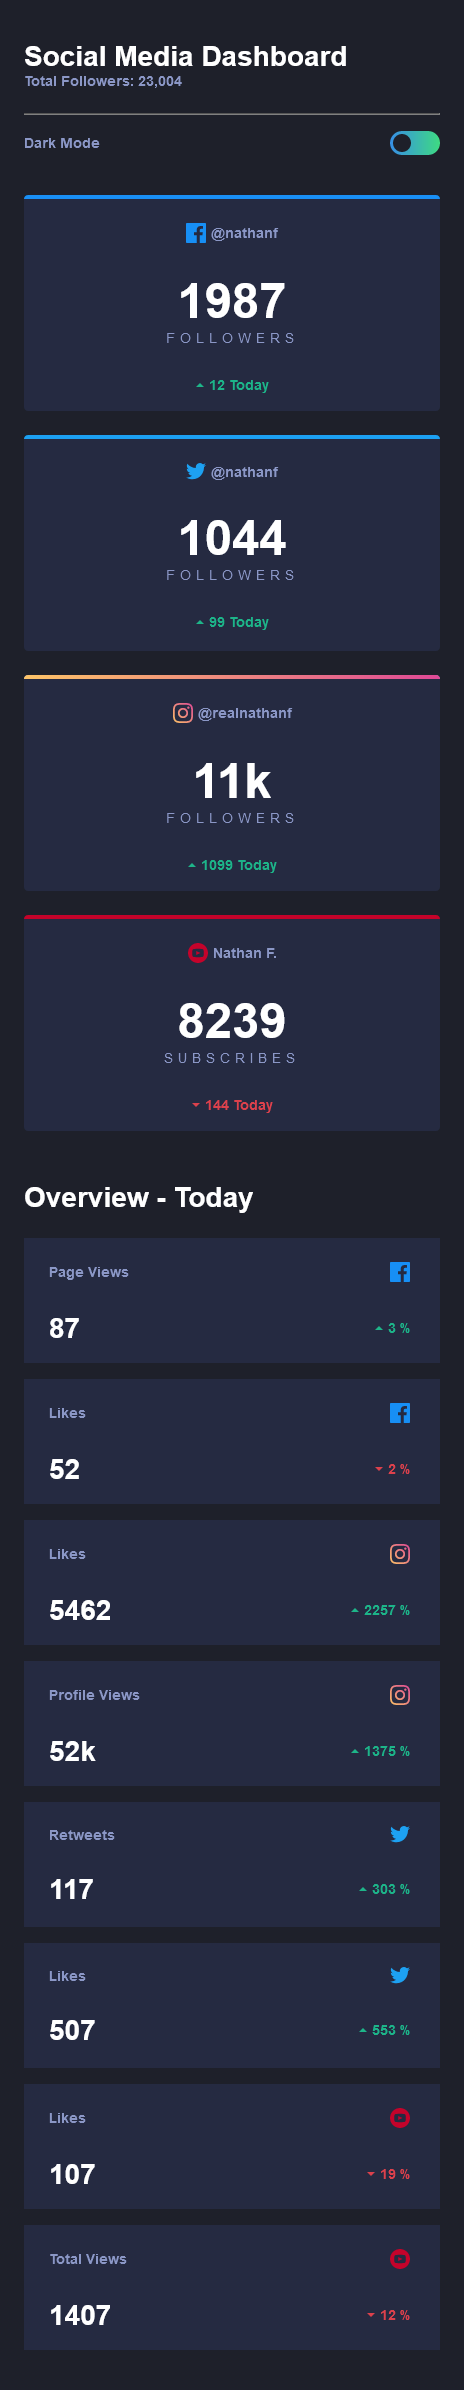 Social Media Dashboard
Total Followers: 23,004
Dark Mode
@nathanf
1987
FOLLOWERS
12 Today
@nathanf
1044
FOLLOWERS
99 Today
@realnathanf
11k
FOLLOWERS
1099 Today
Nathan F.
8239
SUBSCRIBES
144 Today
Overview - Today
Page Views
87
3 %
Likes
52
2 %
Likes
5462
2257 %
Profile Views
52k
1375 %
Retweets
117
303 %
Likes
507
553 %
Likes
107
19 %
Total Views
1407
12 %